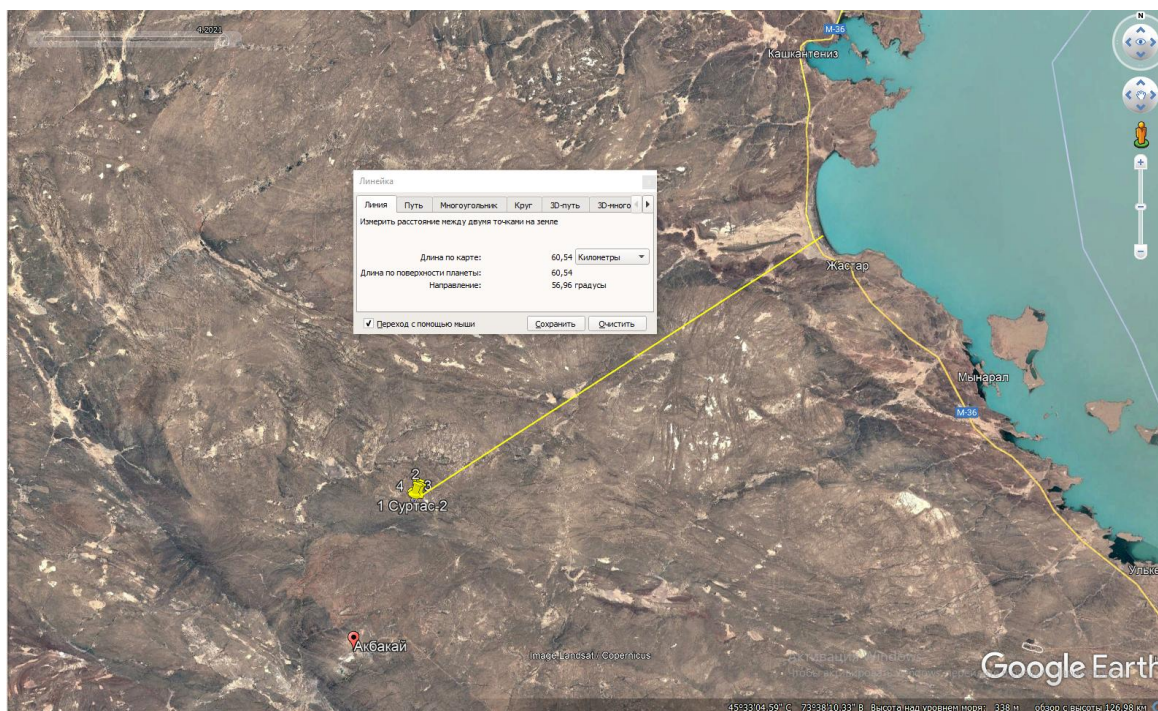 4.2021
N
M-36
Кашкантениз
Линейка
Линия Путь Многоугольник Круг 3D-путь 3D-много
Измерить расстояние между двумя точками на земле
Длина по карте: 60,54 Километры
Длина по поверхности планеты: 60,54
Направление: 56,96 градусы
Переход с помощью мыши Сохранить Очистить
Жастар
Мынарал
M-36
2
4 3
1 Суртас-2
Улькe
Акбакай
Image Landsat / Copernicus
Google Earth
45°33'04.59" С 73°38'10.33" В Высота над уровнем моря: 338 м обзор с высоты 126.98 км